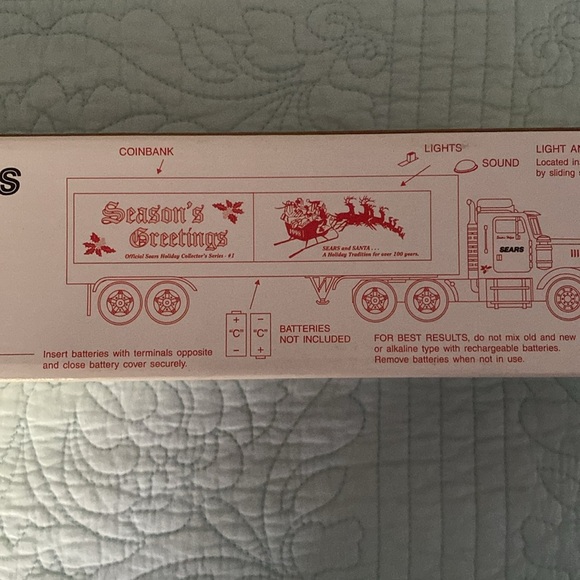 COINBANK
LIGHTS
SOUND
LIGHT AN
Located in
by sliding
S
Season's
Greetings
Official Sears Holiday Collector's Series - #1
SEARS and SANTA . . .
A Holiday Tradition for over 100 years.
SEARS
+ −
"C" "C"
− +
BATTERIES
NOT INCLUDED
Insert batteries with terminals opposite
and close battery cover securely.
FOR BEST RESULTS, do not mix old and new
or alkaline type with rechargeable batteries.
Remove batteries when not in use.